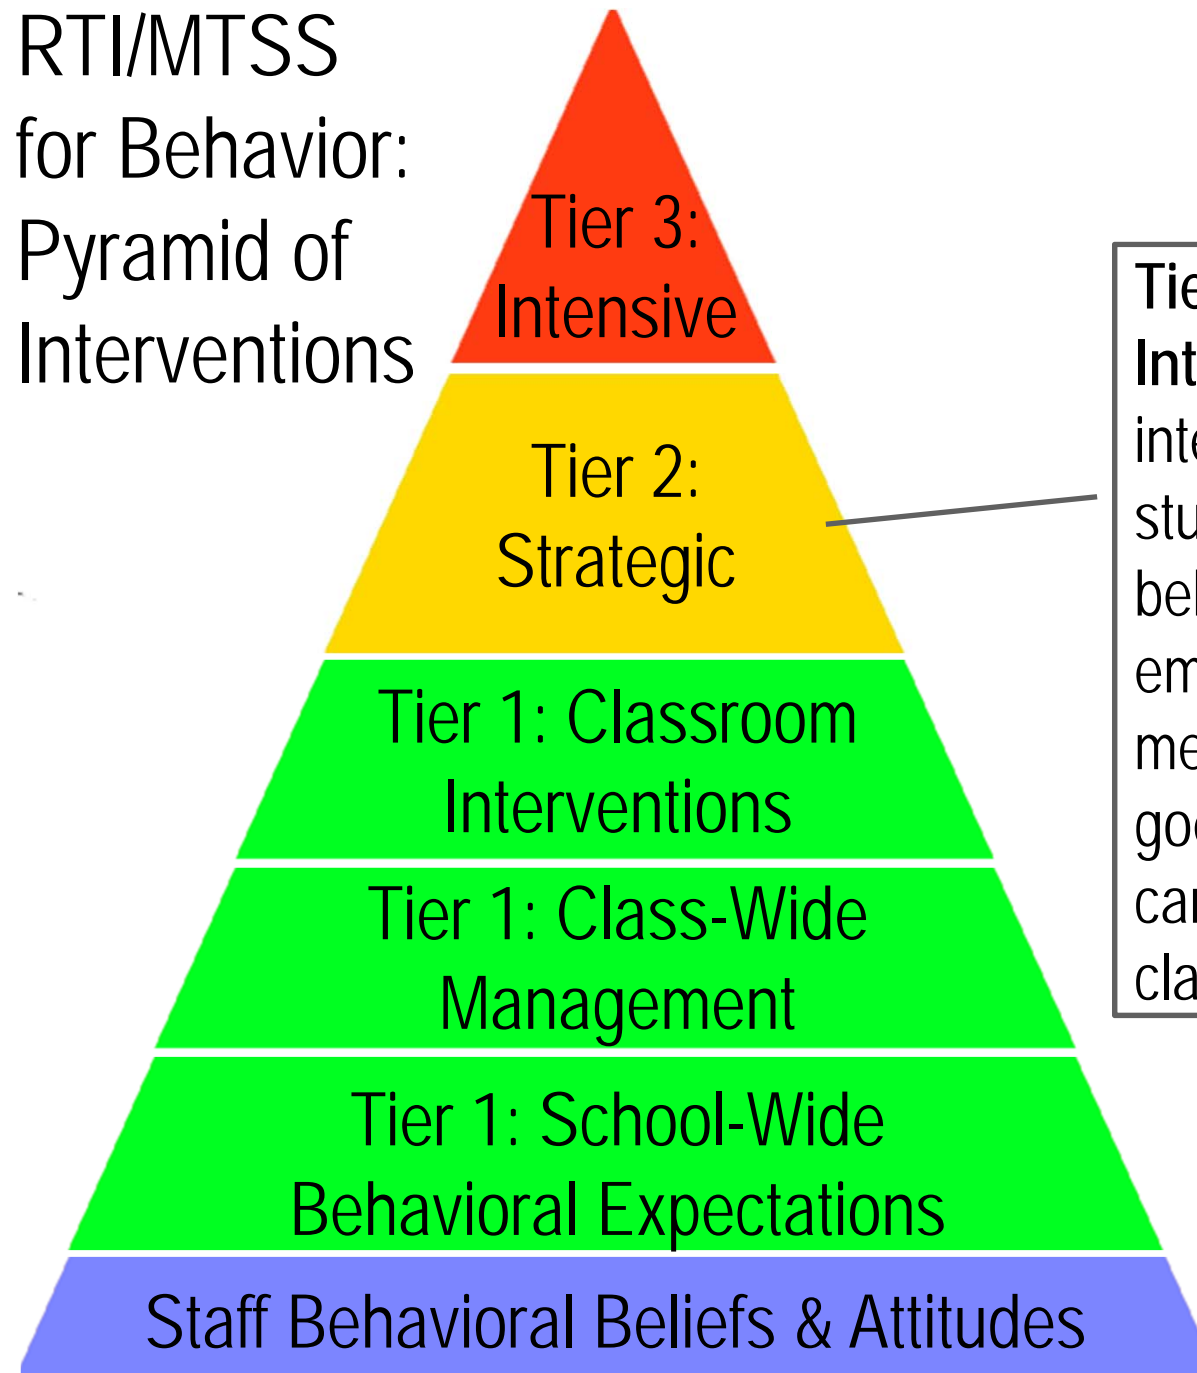 RTI/MTSS
for Behavior:
Pyramid of
Interventions
Tier 3:
Intensive
Tier 2:
Strategic
Tier 1: Classroom
Interventions
Tier 1: Class-Wide
Management
Tier 1: School-Wide
Behavioral Expectations
Staff Behavioral Beliefs & Attitudes